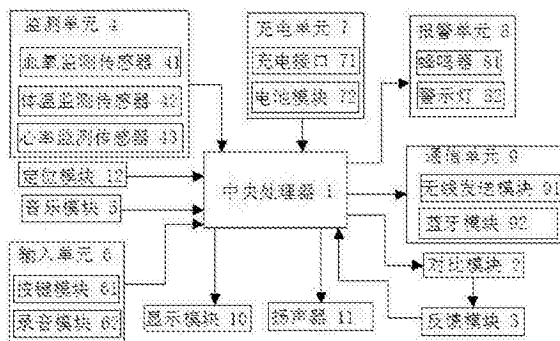 监测单元 4
血氧监测传感器 41
体温监测传感器 42
心率监测传感器 43
充电单元 7
充电接口 71
电池模块 72
报警单元 8
蜂鸣器 81
警示灯 82
定位模块 12
音乐模块 5
中央处理器 1
通信单元 9
无线发送模块 91
蓝牙模块 92
输入单元 6
按键模块 61
录音模块 62
对比模块 2
显示模块 10
扬声器 11
反馈模块 3